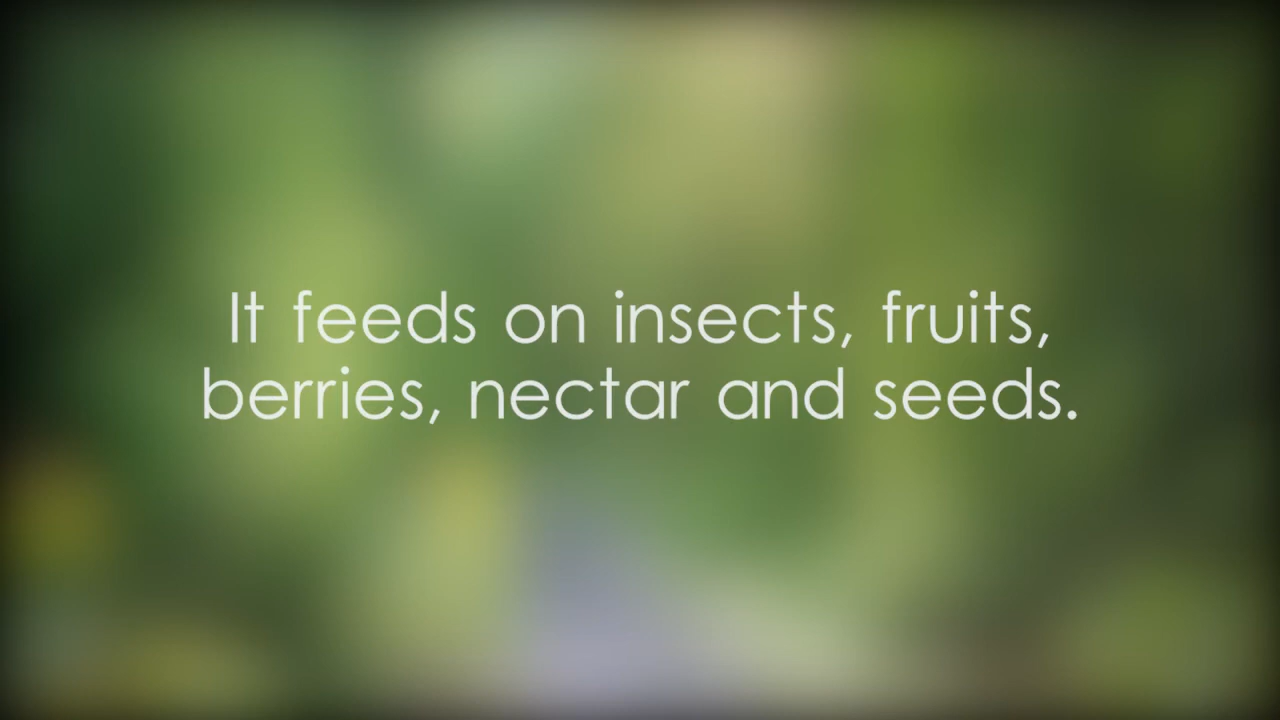 It feeds on insects, fruits,
berries, nectar and seeds.